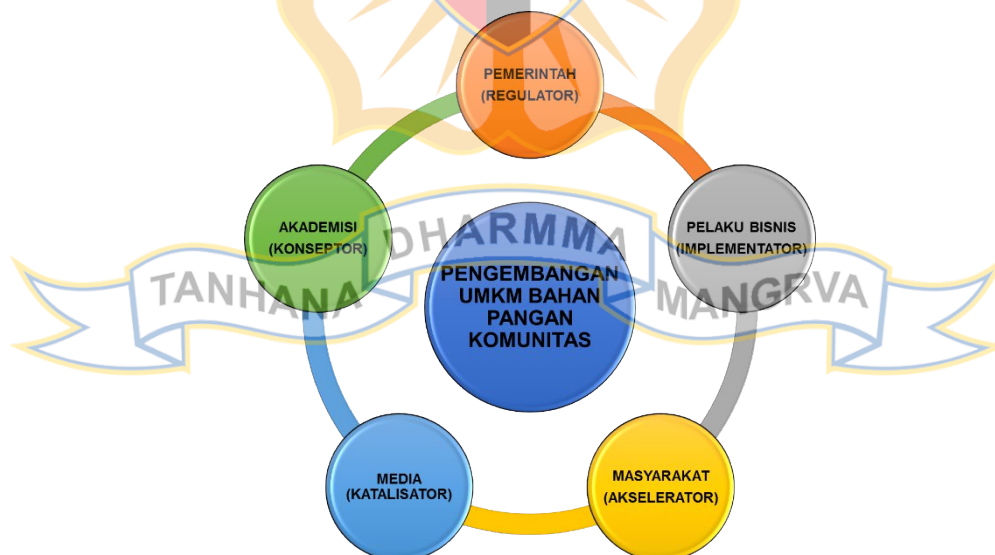 PEMERINTAH
(REGULATOR)
AKADEMISI
(KONSEPTOR)
PELAKU BISNIS
(IMPLEMENTATOR)
TANHANA DHARMMA MANGRVA
PENGEMBANGAN
UMKM BAHAN
PANGAN
KOMUNITAS
MEDIA
(KATALISATOR)
MASYARAKAT
(AKSELERATOR)